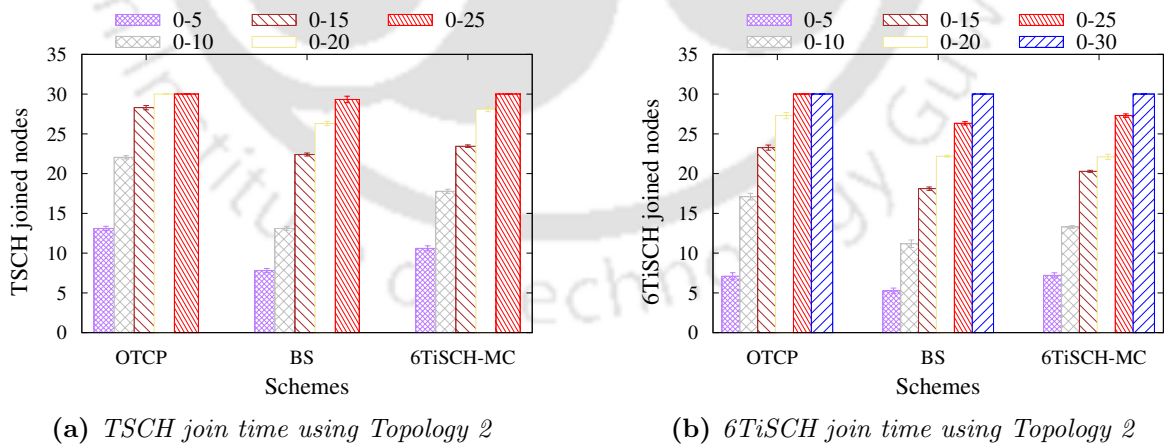 0-5 0-15 0-25
0-10 0-20
35
30
25
20
15
10
5
0
TSCH joined nodes
OTCP BS 6TiSCH-MC
Schemes
(a) TSCH join time using Topology 2
0-5 0-15 0-25
0-10 0-20 0-30
35
30
25
20
15
10
5
0
6TiSCH joined nodes
OTCP BS 6TiSCH-MC
Schemes
(b) 6TiSCH join time using Topology 2